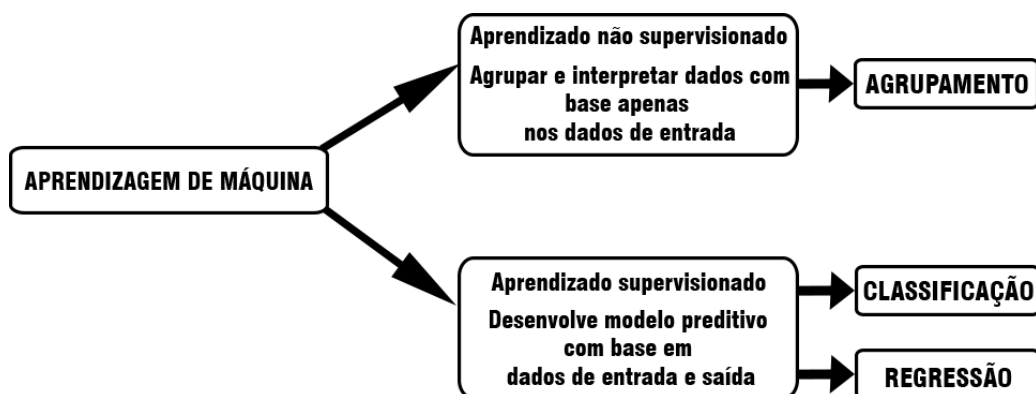 APRENDIZAGEM DE MÁQUINA
Aprendizado não supervisionado
Agrupar e interpretar dados com
base apenas
nos dados de entrada
AGRUPAMENTO
Aprendizado supervisionado
Desenvolve modelo preditivo
com base em
dados de entrada e saída
CLASSIFICAÇÃO
REGRESSÃO